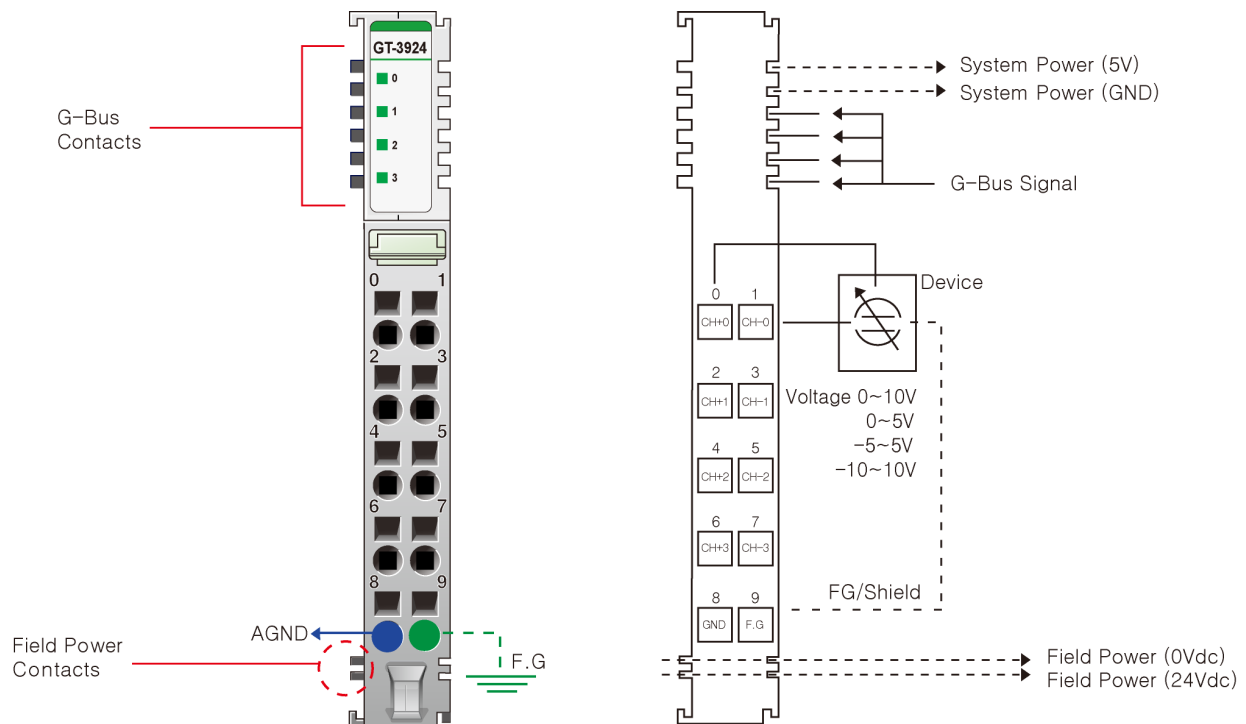 GT-3924
0
1
2
3
G-Bus
Contacts
0 1
2 3
4 5
6 7
8 9
AGND
F.G
Field Power
Contacts
System Power (5V)
System Power (GND)
G-Bus Signal
Device
0 1
CH+0 CH-0
2 3
CH+1 CH-1
Voltage 0~10V
0~5V
-5~5V
-10~10V
4 5
CH+2 CH-2
6 7
CH+3 CH-3
8 9
GND F.G
FG/Shield
Field Power (0Vdc)
Field Power (24Vdc)